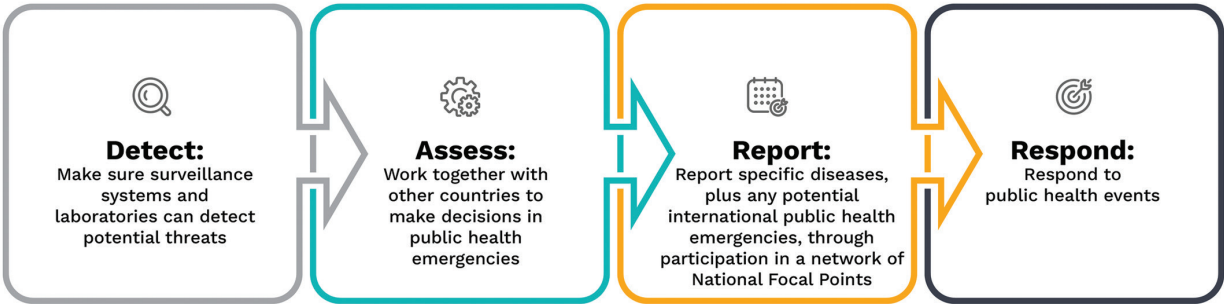 Detect:
Make sure surveillance
systems and
laboratories can detect
potential threats
Assess:
Work together with
other countries to
make decisions in
public health
emergencies
Report:
Report specific diseases,
plus any potential
international public health
emergencies, through
participation in a network of
National Focal Points
Respond:
Respond to
public health events